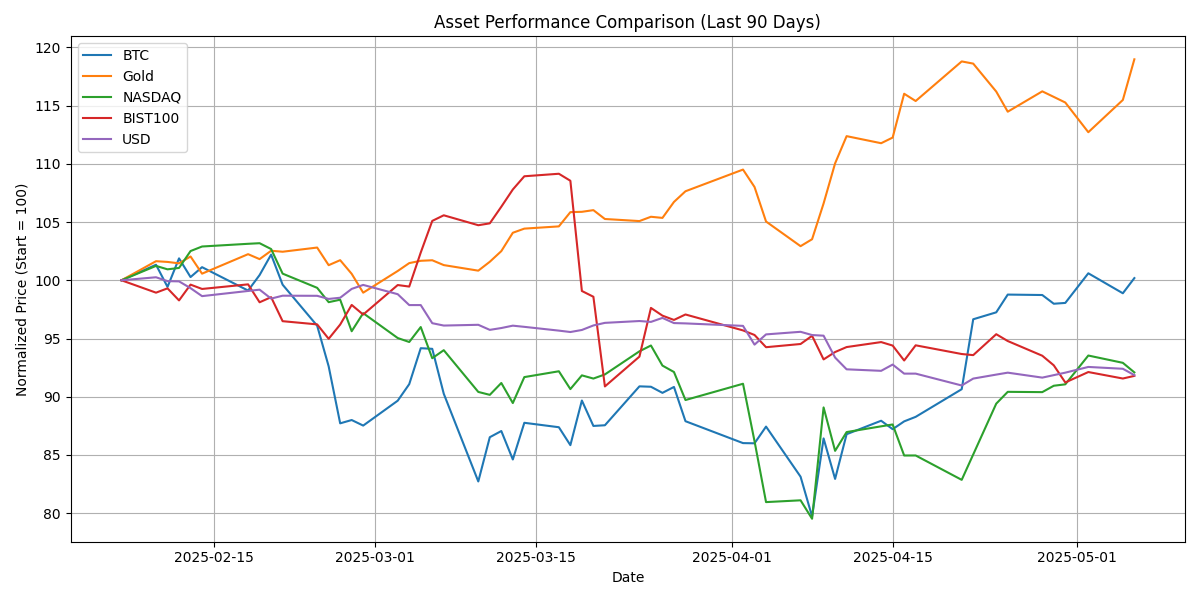 Asset Performance Comparison (Last 90 Days)
BTC
Gold
NASDAQ
BIST100
USD
Normalized Price (Start = 100)
120
115
110
105
100
95
90
85
80
2025-02-15 2025-03-01 2025-03-15 2025-04-01 2025-04-15 2025-05-01
Date